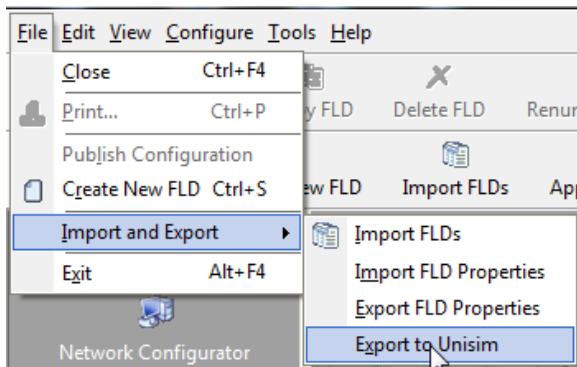 File Edit View Configure Tools Help
Close Ctrl+F4
Print... Ctrl+P
FLD Delete FLD
Publish Configuration
Create New FLD Ctrl+S
FLD Import FLDs
Import and Export
Import FLDs
Exit Alt+F4
Import FLD Properties
Export FLD Properties
Network Configurator
Export to Unisim